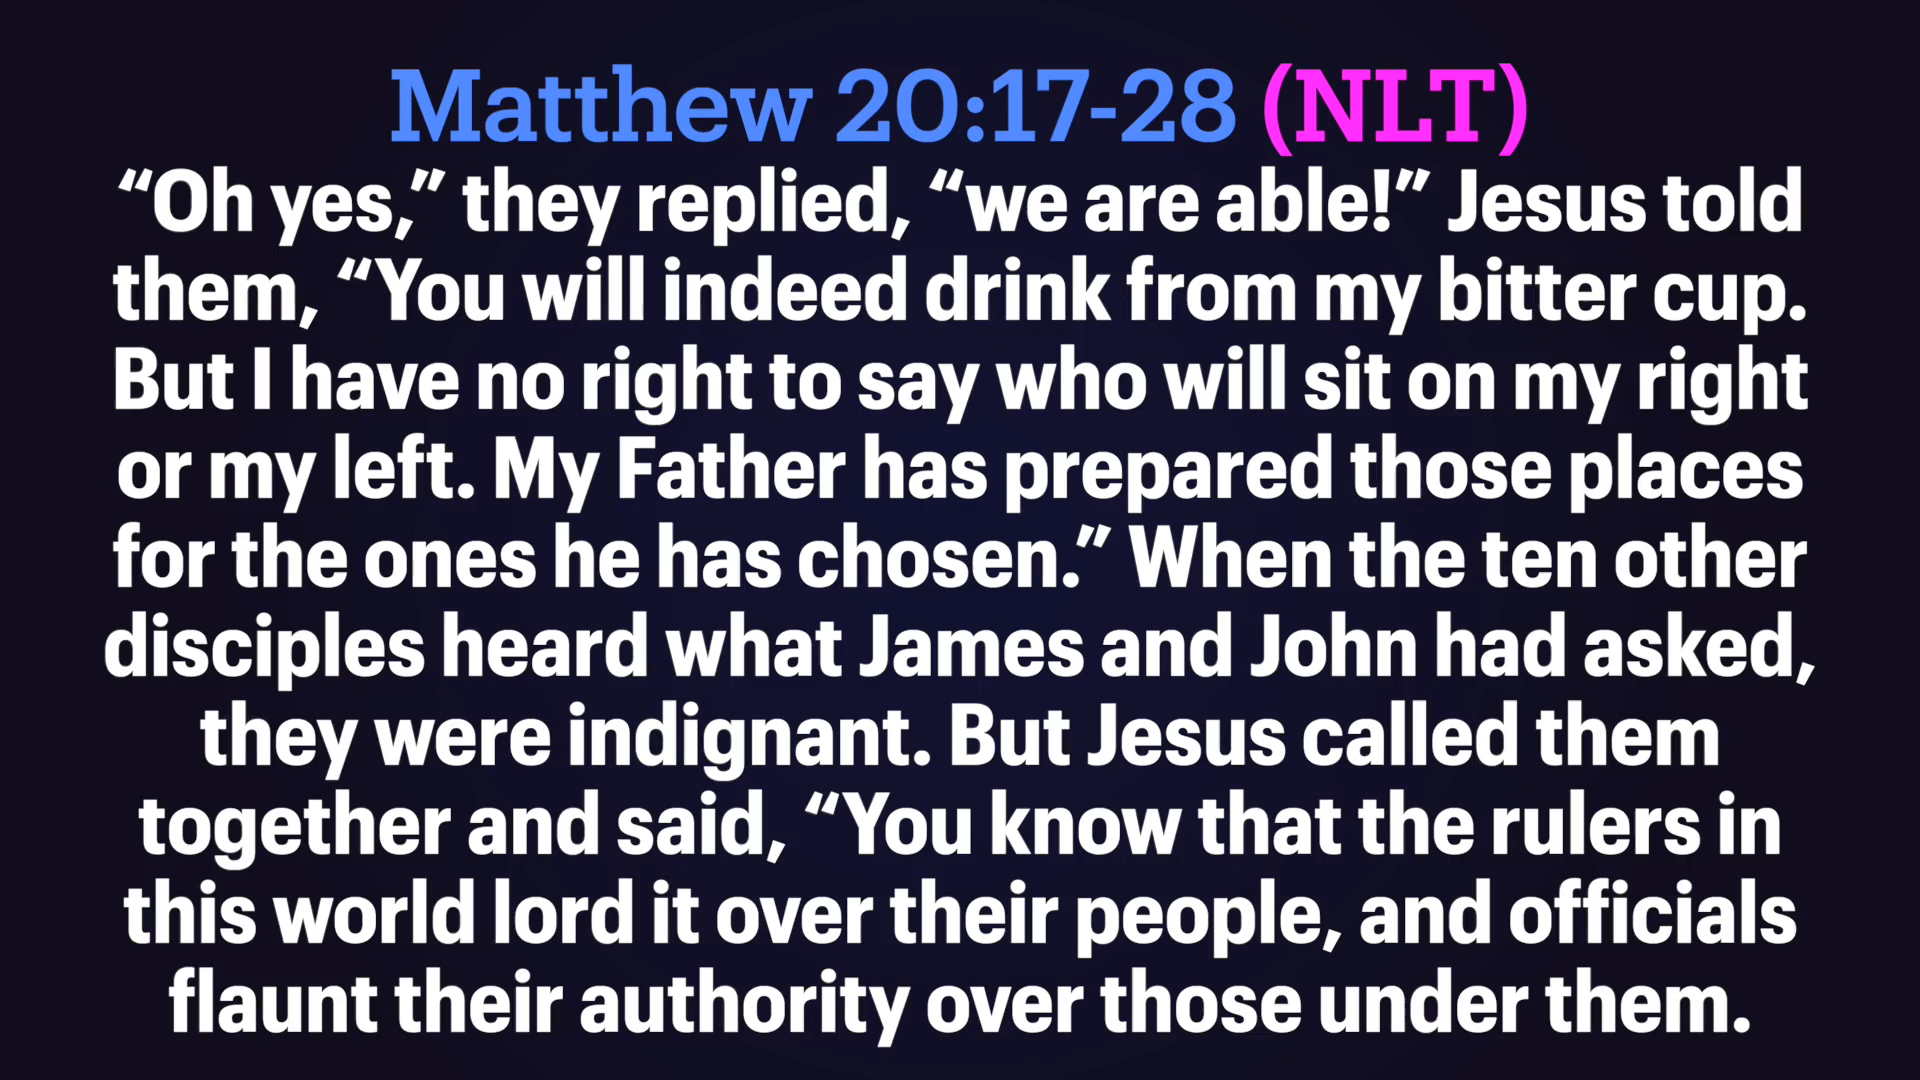 Matthew 20:17-28 (NLT)
“Oh yes,” they replied, “we are able!” Jesus told
them, “You will indeed drink from my bitter cup.
But I have no right to say who will sit on my right
or my left. My Father has prepared those places
for the ones he has chosen.” When the ten other
disciples heard what James and John had asked,
they were indignant. But Jesus called them
together and said, “You know that the rulers in
this world lord it over their people, and officials
flaunt their authority over those under them.